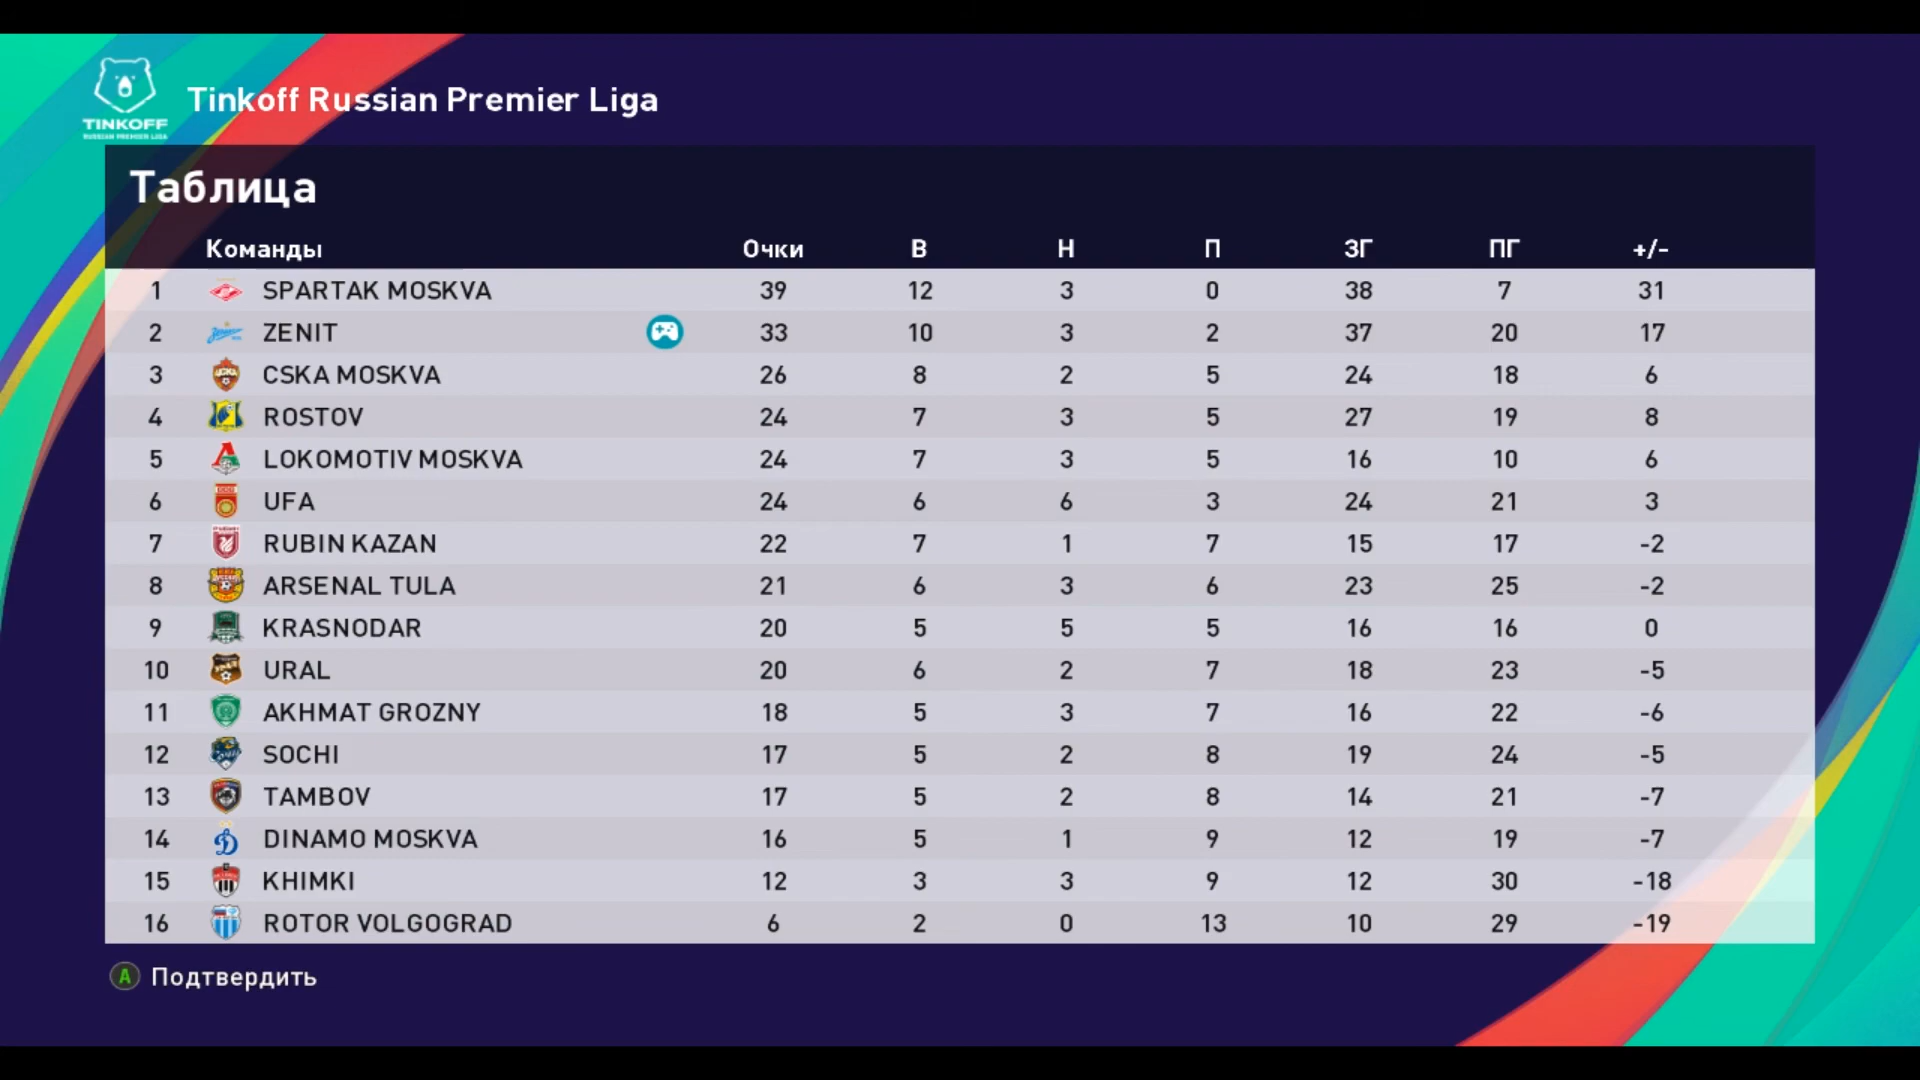 TINKOFF
RUSSIAN PREMIER LIGA
Tinkoff Russian Premier Liga
Таблица
Команды Очки В Н П ЗГ ПГ +/-
1 SPARTAK MOSKVA 39 12 3 0 38 7 31
2 ZENIT 33 10 3 2 37 20 17
3 CSKA MOSKVA 26 8 2 5 24 18 6
4 ROSTOV 24 7 3 5 27 19 8
5 LOKOMOTIV MOSKVA 24 7 3 5 16 10 6
6 UFA 24 6 6 3 24 21 3
7 RUBIN KAZAN 22 7 1 7 15 17 -2
8 ARSENAL TULA 21 6 3 6 23 25 -2
9 KRASNODAR 20 5 5 5 16 16 0
10 URAL 20 6 2 7 18 23 -5
11 AKHMAT GROZNY 18 5 3 7 16 22 -6
12 SOCHI 17 5 2 8 19 24 -5
13 TAMBOV 17 5 2 8 14 21 -7
14 DINAMO MOSKVA 16 5 1 9 12 19 -7
15 KHIMKI 12 3 3 9 12 30 -18
16 ROTOR VOLGOGRAD 6 2 0 13 10 29 -19
A Подтвердить